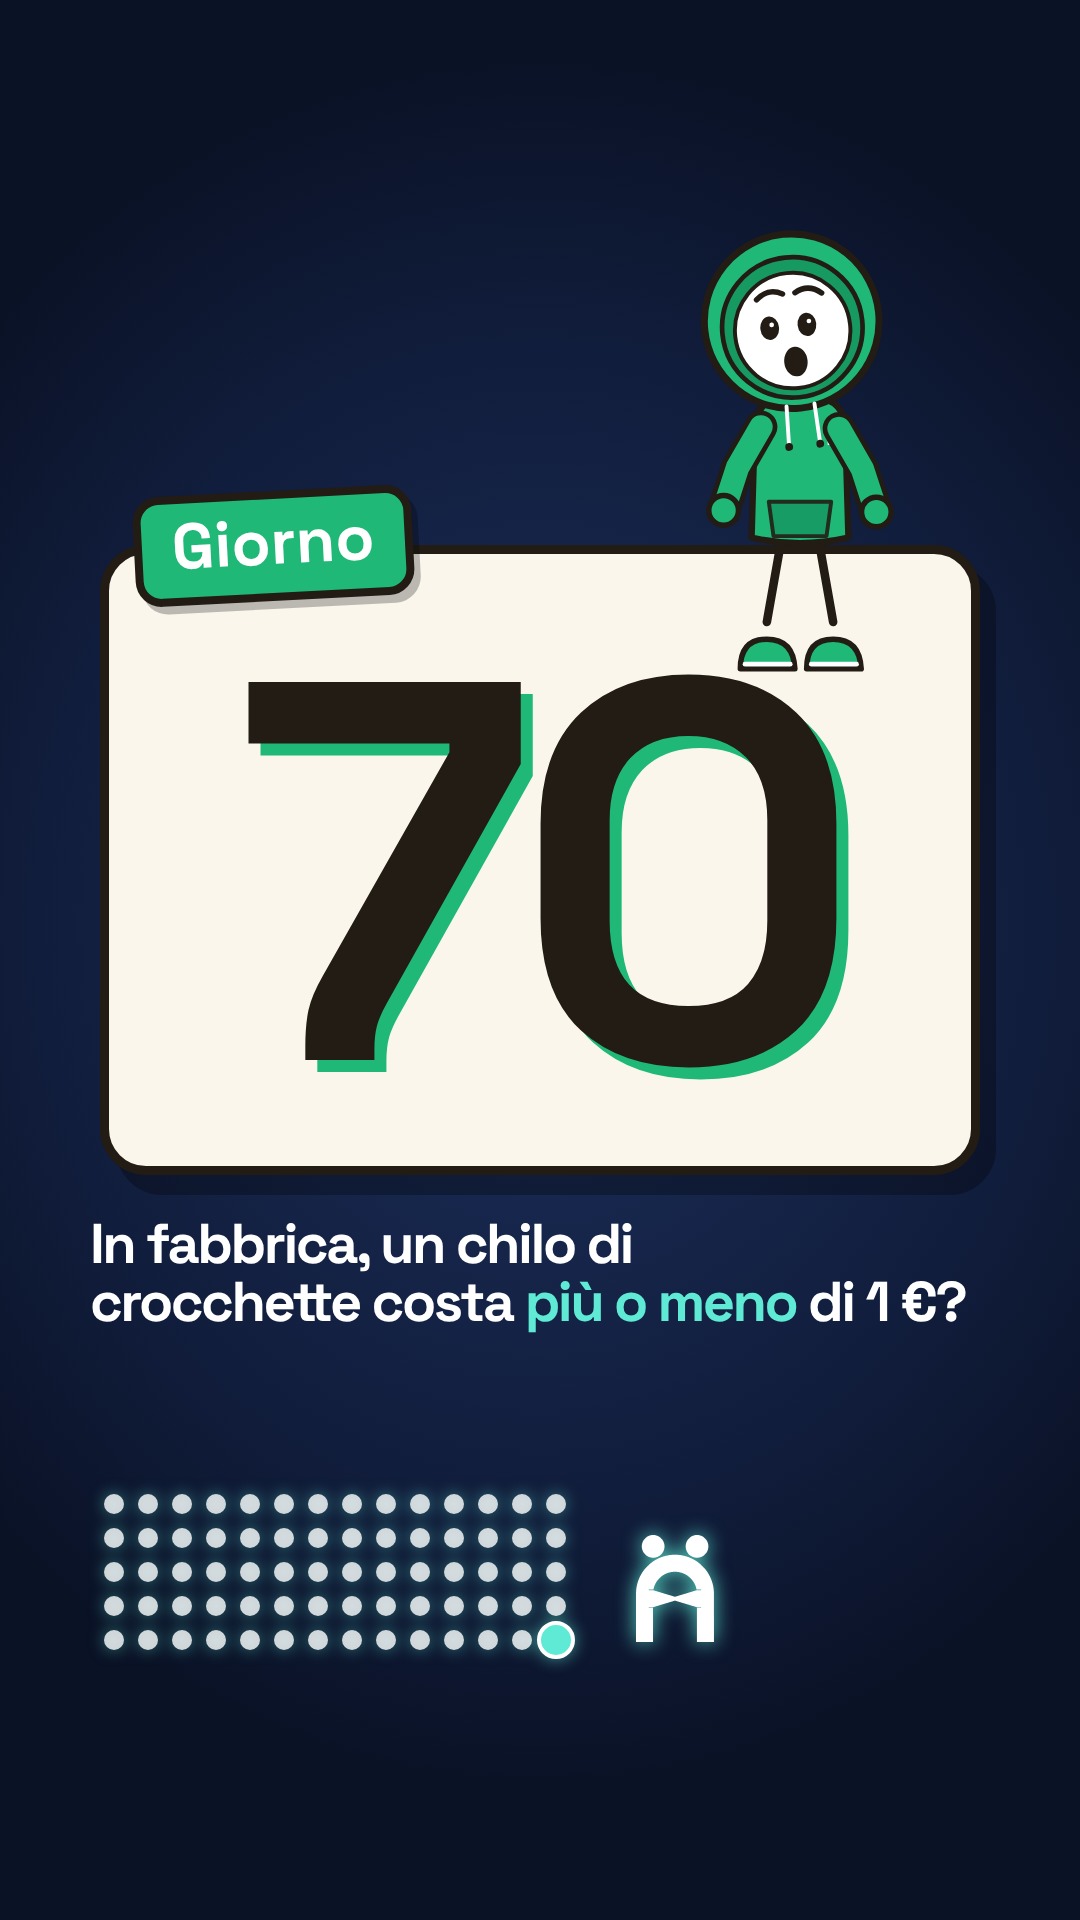 Giorno
70
In fabbrica, un chilo di
crocchette costa più o meno di 1 €?